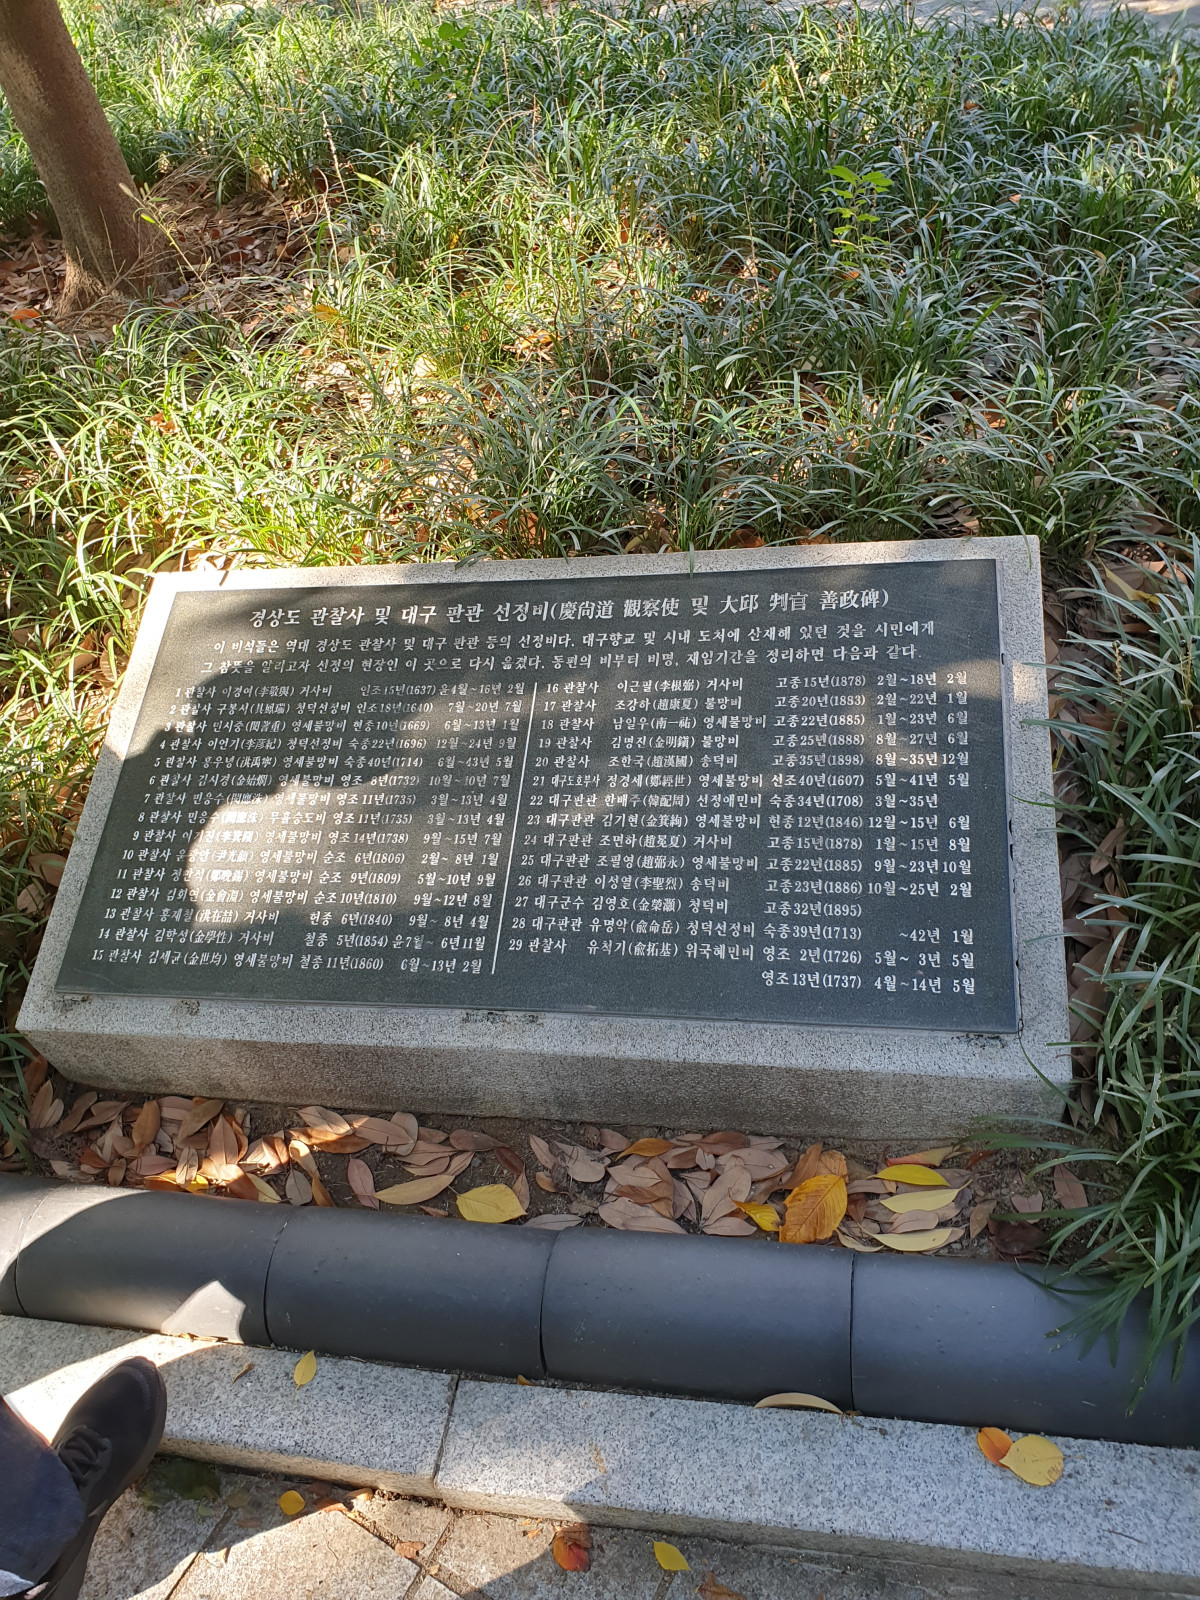 경상도 관찰사 및 대구 판관 선정비(慶尙道 觀察使 및 大邱 判官 善政碑)
이 비석들은 역대 경상도 관찰사 및 대구 판관 등의 선정비다. 대구향교 및 시내 도처에 산재해 있던 것을 시민에게
그 참뜻을 알리고자 선정의 현장인 이 곳으로 다시 옮겼다. 동편의 비부터 비명, 재임기간을 정리하면 다음과 같다.
1 관찰사 이경여(李敬輿) 거사비 인조15년(1637) 윤4월~16년 2월
2 관찰사 구봉서(具鳳瑞) 청덕선정비 인조18년(1640) 7월~20년 7월
3 관찰사 민시중(閔蓍重) 영세불망비 현종10년(1669) 6월~13년 1월
4 관찰사 이언기(李彦紀) 청덕선정비 숙종22년(1696) 12월~24년 9월
5 관찰사 홍우녕(洪禹寧) 영세불망비 숙종40년(1714) 6월~43년 5월
6 관찰사 김시경(金始烱) 영세불망비 영조 8년(1732) 10월~10년 7월
7 관찰사 민응수(閔應洙) 영세불망비 영조11년(1735) 3월~13년 4월
8 관찰사 민응수(閔應洙) 무휼승도비 영조11년(1735) 3월~13년 4월
9 관찰사 이기진(李箕鎭) 영세불망비 영조14년(1738) 9월~15년 7월
10 관찰사 윤광안(尹光顔) 영세불망비 순조 6년(1806) 2월~ 8년 1월
11 관찰사 정만석(鄭晩錫) 영세불망비 순조 9년(1809) 5월~10년 9월
12 관찰사 김회연(金會淵) 영세불망비 순조10년(1810) 9월~12년 8월
13 관찰사 홍재철(洪在喆) 거사비 헌종 6년(1840) 9월~ 8년 4월
14 관찰사 김학성(金學性) 거사비 철종 5년(1854) 윤7월~ 6년11월
15 관찰사 김세균(金世均) 영세불망비 철종11년(1860) 6월~13년 2월
16 관찰사 이근필(李根弼) 거사비 고종15년(1878) 2월~18년 2월
17 관찰사 조강하(趙康夏) 불망비 고종20년(1883) 2월~22년 1월
18 관찰사 남일우(南一祐) 영세불망비 고종22년(1885) 1월~23년 6월
19 관찰사 김명진(金明鎭) 불망비 고종25년(1888) 8월~27년 6월
20 관찰사 조한국(趙漢國) 송덕비 고종35년(1898) 8월~35년12월
21 대구도호부사 정경세(鄭經世) 영세불망비 선조40년(1607) 5월~41년 5월
22 대구판관 한배주(韓配周) 선정애민비 숙종34년(1708) 3월~35년
23 대구판관 김기현(金箕絢) 영세불망비 헌종12년(1846) 12월~15년 6월
24 대구판관 조면하(趙冕夏) 거사비 고종15년(1878) 1월~15년 8월
25 대구판관 조필영(趙弼永) 영세불망비 고종22년(1885) 9월~23년10월
26 대구판관 이성열(李聖烈) 송덕비 고종23년(1886) 10월~25년 2월
27 대구군수 김영호(金榮灝) 청덕비 고종32년(1895)
28 대구판관 유명악(兪命岳) 청덕선정비 숙종39년(1713) ~42년 1월
29 관찰사 유척기(兪拓基) 위국혜민비 영조 2년(1726) 5월~ 3년 5월
영조13년(1737) 4월~14년 5월